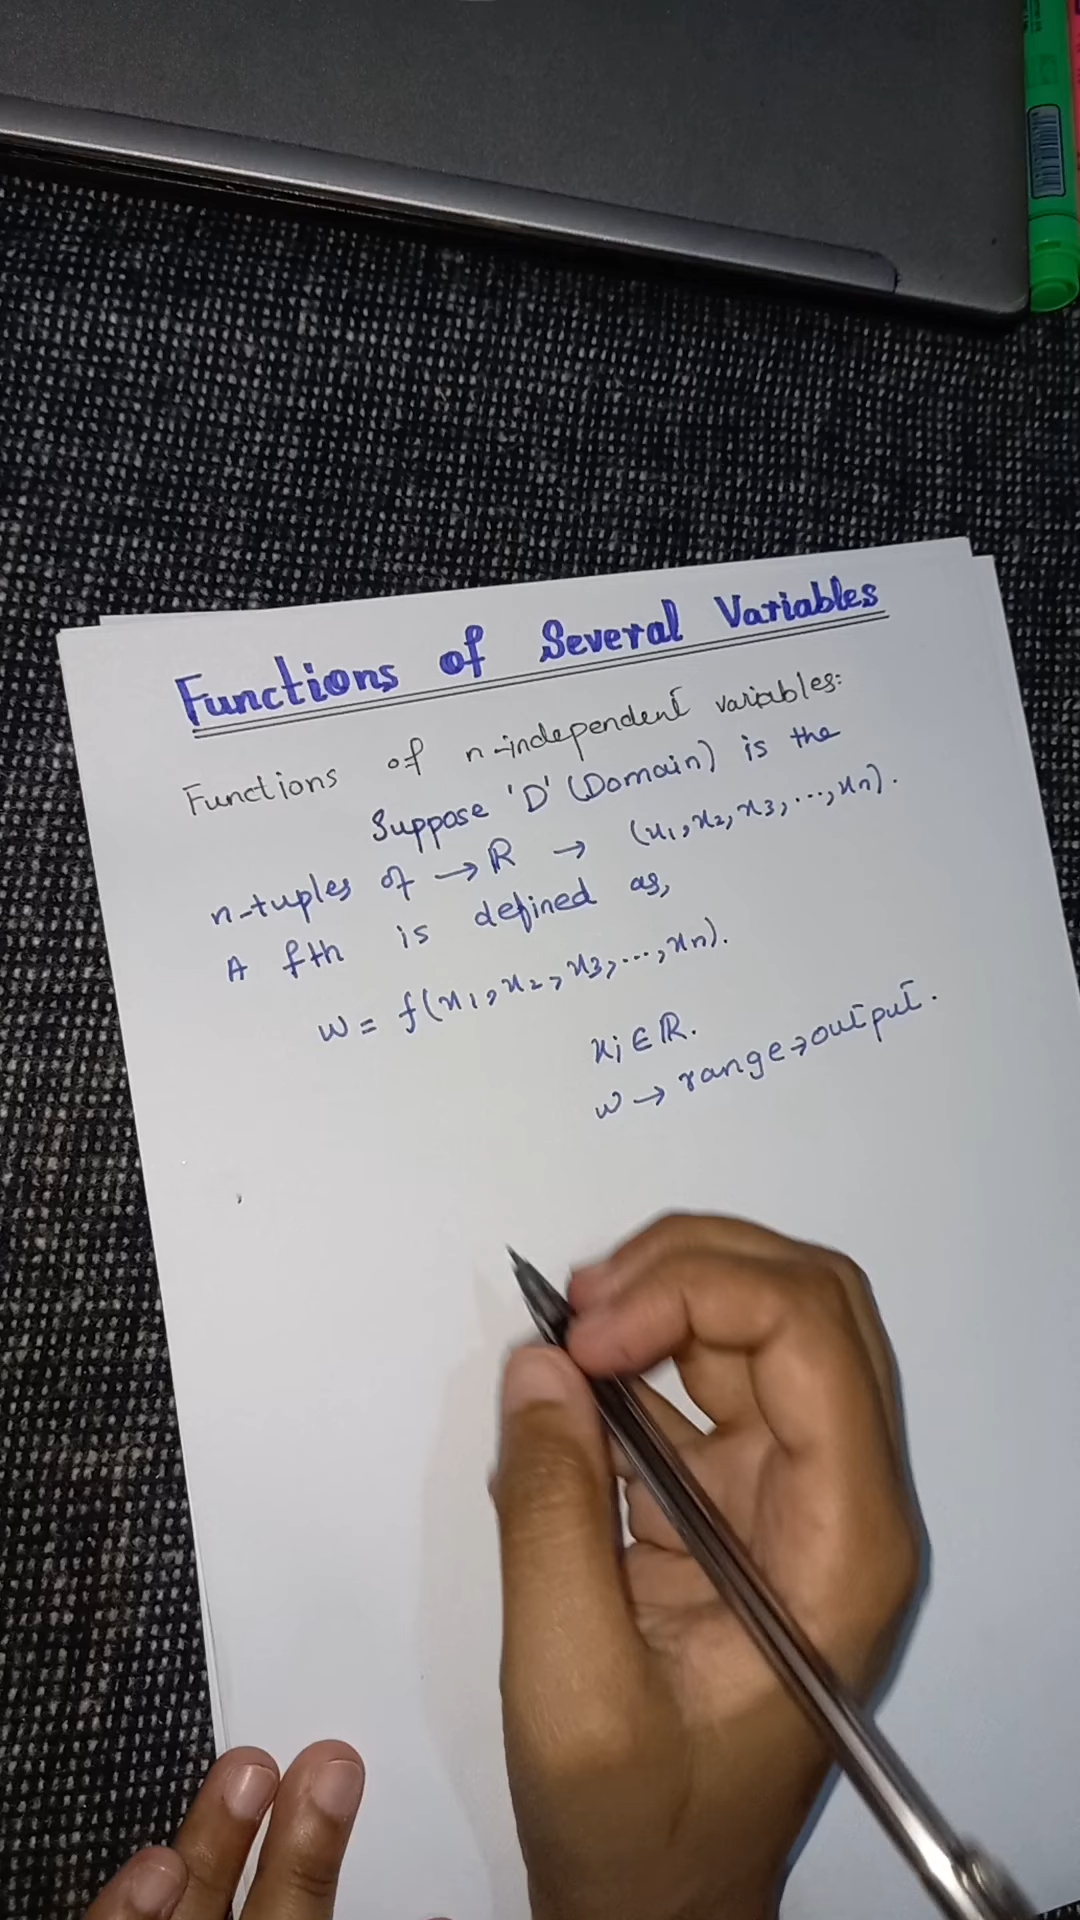 Functions of Several Variables
Functions of n-independent variables:
Suppose 'D' (Domain) is the
n-tuples of → ℝ → (x₁, x₂, x₃, ..., xₙ).
A fth is defined as,
w = f(x₁, x₂, x₃, ..., xₙ).
xᵢ ∈ ℝ.
w → range → output.